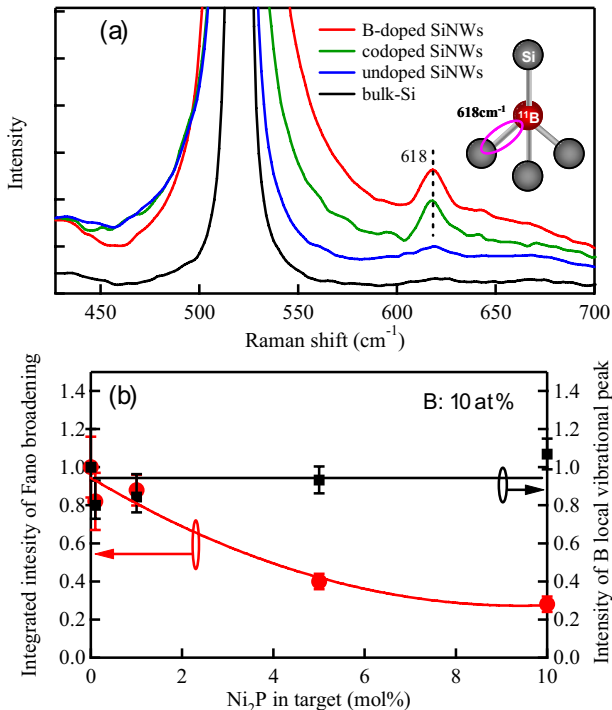 (a)
B-doped SiNWs
codoped SiNWs
undoped SiNWs
bulk-Si
Si
11B
618cm-1
618
Intensity
450 500 550 600 650 700
Raman shift (cm-1)
(b)
B: 10 at%
1.4 1.4
1.2 1.2
1.0 1.0
0.8 0.8
0.6 0.6
0.4 0.4
0.2 0.2
0.0 0.0
0 2 4 6 8 10
Integrated intesity of Fano broadening
Intensity of B local vibrational peak
Ni2P in target (mol%)